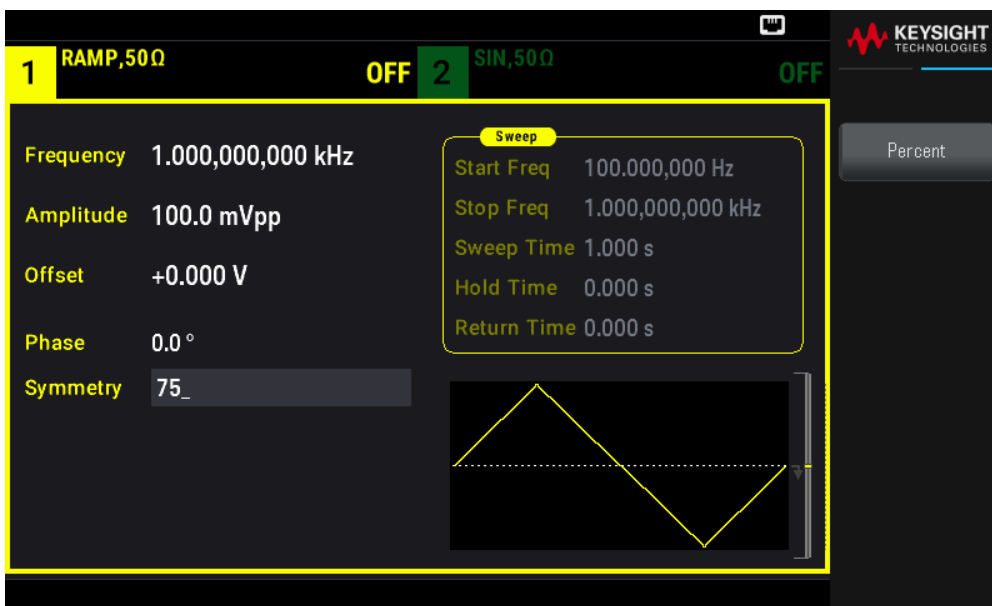 KEYSIGHT
TECHNOLOGIES
1 RAMP,50Ω OFF
2 SIN,50Ω OFF
Frequency 1.000,000,000 kHz
Amplitude 100.0 mVpp
Offset +0.000 V
Phase 0.0 °
Symmetry 75_
Sweep
Start Freq 100.000,000 Hz
Stop Freq 1.000,000,000 kHz
Sweep Time 1.000 s
Hold Time 0.000 s
Return Time 0.000 s
Percent